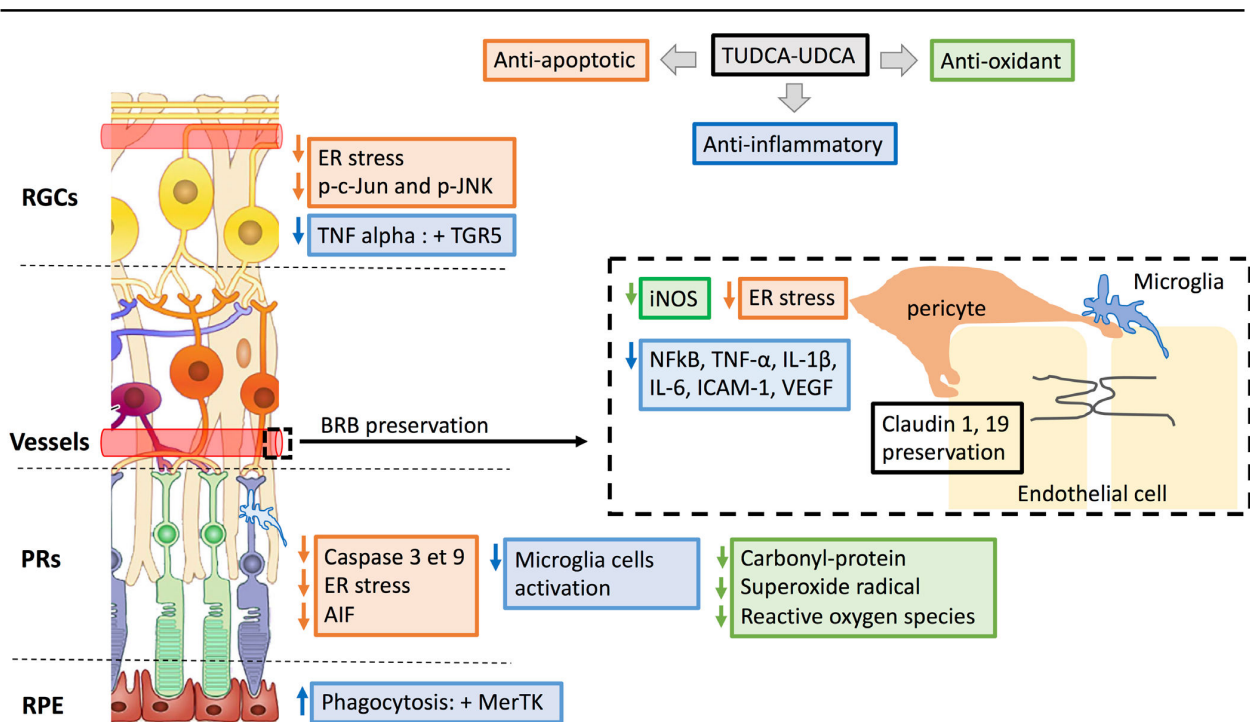 TUDCA-UDCA
Anti-apoptotic
Anti-oxidant
Anti-inflammatory
RGCs
ER stress
p-c-Jun and p-JNK
TNF alpha : + TGR5
Vessels
BRB preservation
iNOS
ER stress
pericyte
Microglia
NFkB, TNF-α, IL-1β,
IL-6, ICAM-1, VEGF
Claudin 1, 19
preservation
Endothelial cell
PRs
Caspase 3 et 9
ER stress
AIF
Microglia cells
activation
Carbonyl-protein
Superoxide radical
Reactive oxygen species
RPE
Phagocytosis: + MerTK